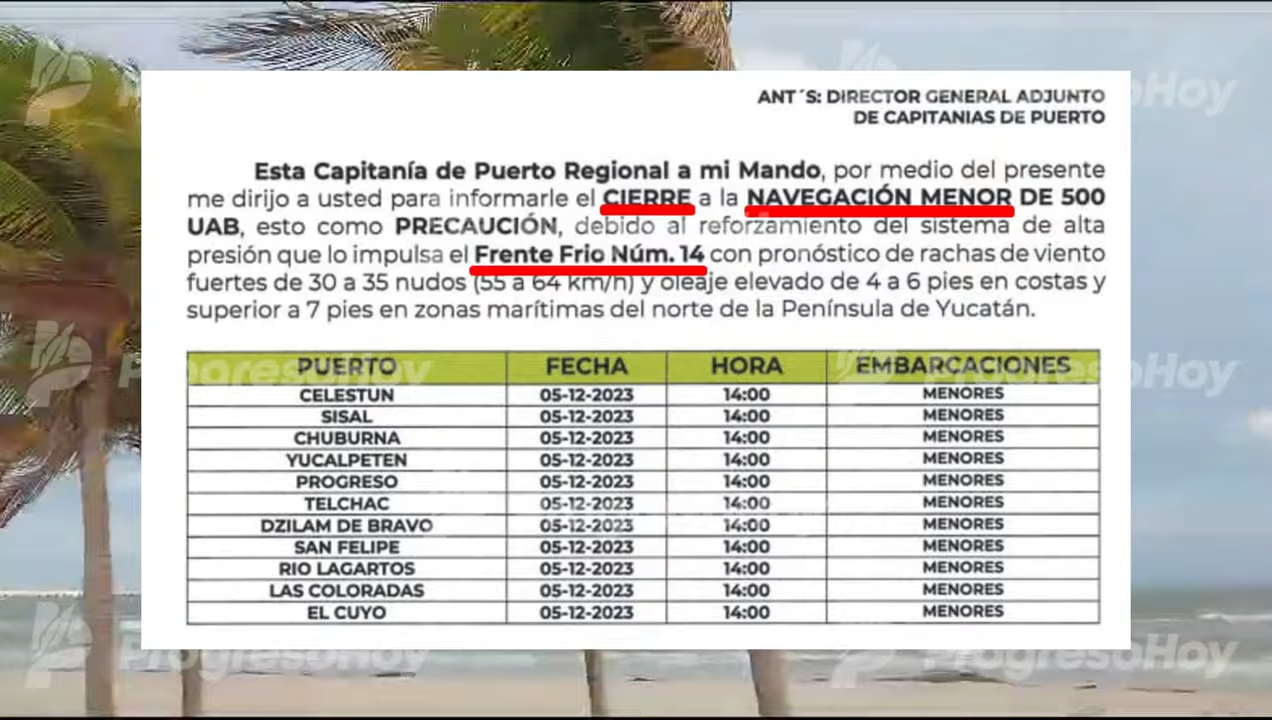 ANT´S: DIRECTOR GENERAL ADJUNTO
DE CAPITANIAS DE PUERTO
Esta Capitanía de Puerto Regional a mi Mando, por medio del presente
me dirijo a usted para informarle el CIERRE a la NAVEGACIÓN MENOR DE 500
UAB, esto como PRECAUCIÓN, debido al reforzamiento del sistema de alta
presión que lo impulsa el Frente Frio Núm. 14 con pronóstico de rachas de viento
fuertes de 30 a 35 nudos (55 a 64 km/h) y oleaje elevado de 4 a 6 pies en costas y
superior a 7 pies en zonas marítimas del norte de la Península de Yucatán.
PUERTO FECHA HORA EMBARCACIONES
CELESTUN 05-12-2023 14:00 MENORES
SISAL 05-12-2023 14:00 MENORES
CHUBURNA 05-12-2023 14:00 MENORES
YUCALPETEN 05-12-2023 14:00 MENORES
PROGRESO 05-12-2023 14:00 MENORES
TELCHAC 05-12-2023 14:00 MENORES
DZILAM DE BRAVO 05-12-2023 14:00 MENORES
SAN FELIPE 05-12-2023 14:00 MENORES
RIO LAGARTOS 05-12-2023 14:00 MENORES
LAS COLORADAS 05-12-2023 14:00 MENORES
EL CUYO 05-12-2023 14:00 MENORES
ProgresoHoy
ProgresoHoy
ProgresoHoy
ProgresoHoy